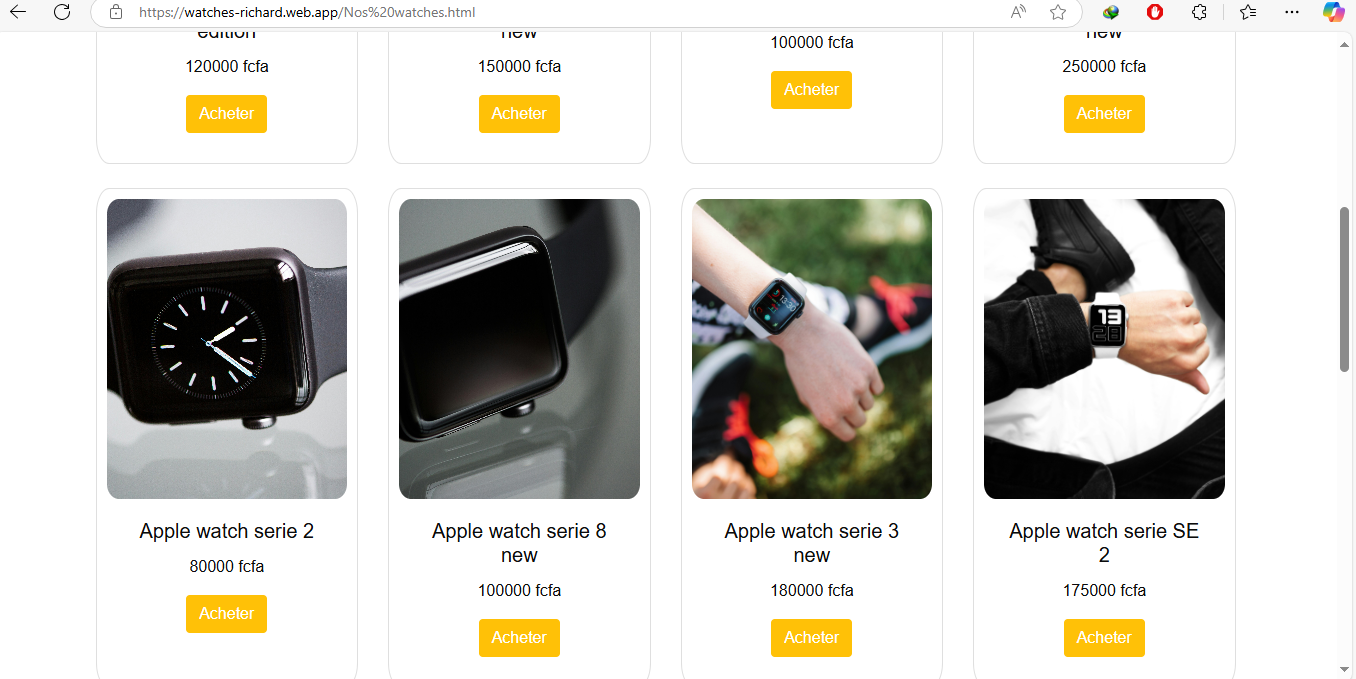 https://watches-richard.web.app/Nos%20watches.html
edition
new
100000 fcfa
new
120000 fcfa
150000 fcfa
250000 fcfa
Acheter
Acheter
Acheter
Acheter
13
28
Apple watch serie 2
80000 fcfa
Acheter
Apple watch serie 8
new
100000 fcfa
Acheter
Apple watch serie 3
new
180000 fcfa
Acheter
Apple watch serie SE
2
175000 fcfa
Acheter